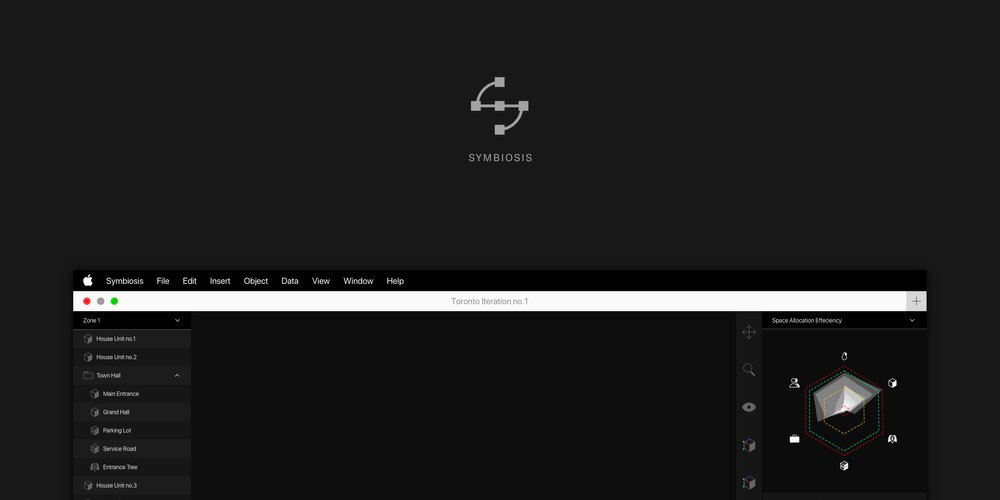 SYMBIOSIS
Symbiosis File Edit Insert Object Data View Window Help
Toronto Iteration no.1
Zone 1
House Unit no.1
House Unit no.2
Town Hall
Main Entrance
Grand Hall
Parking Lot
Service Road
Entrance Tree
House Unit no.3
Space Allocation Effeciency